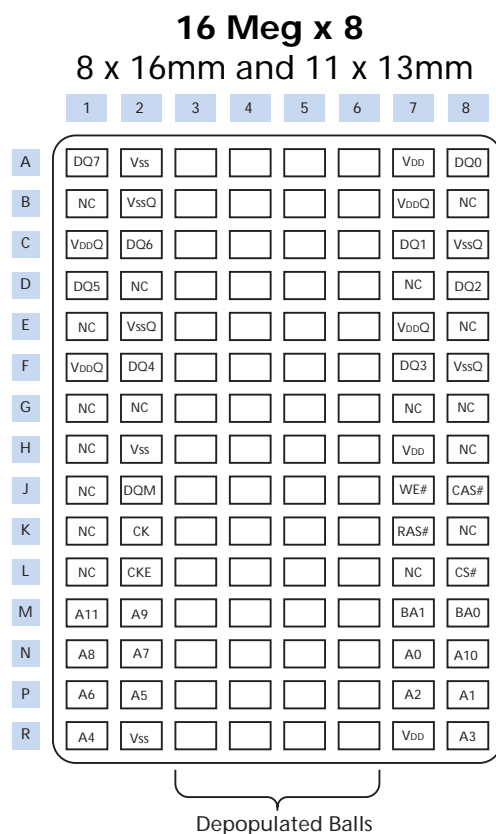 16 Meg x 8
8 x 16mm and 11 x 13mm
1 2 3 4 5 6 7 8
A DQ7 Vss VDD DQ0
B NC VssQ VDDQ NC
C VDDQ DQ6 DQ1 VssQ
D DQ5 NC NC DQ2
E NC VssQ VDDQ NC
F VDDQ DQ4 DQ3 VssQ
G NC NC NC NC
H NC Vss VDD NC
J NC DQM WE# CAS#
K NC CK RAS# NC
L NC CKE NC CS#
M A11 A9 BA1 BA0
N A8 A7 A0 A10
P A6 A5 A2 A1
R A4 Vss VDD A3
Depopulated Balls